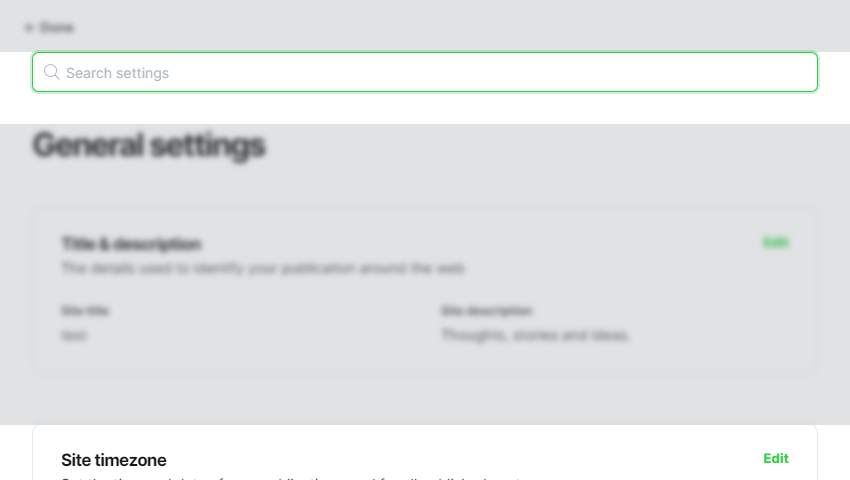 ← Done
Search settings
General settings
Title & description
Edit
The details used to identify your publication around the web
Site title
Site description
test
Thoughts, stories and ideas.
Site timezone
Edit